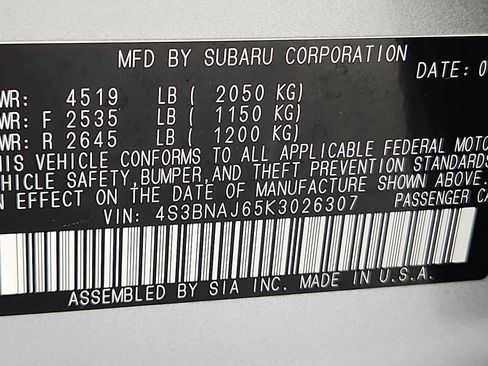 MFD BY SUBARU CORPORATION
DATE: 0
WR: 4519 LB ( 2050 KG)
WR: F 2535 LB ( 1150 KG)
WR: R 2645 LB ( 1200 KG)
HIS VEHICLE CONFORMS TO ALL APPLICABLE FEDERAL MOTO
VEHICLE SAFETY,BUMPER,AND THEFT PREVENTION STANDARDS
N EFFECT ON THE DATE OF MANUFACTURE SHOWN ABOVE.
VIN: 4S3BNAJ65K3026307 PASSENGER CA
ASSEMBLED BY SIA INC. MADE IN U.S.A.